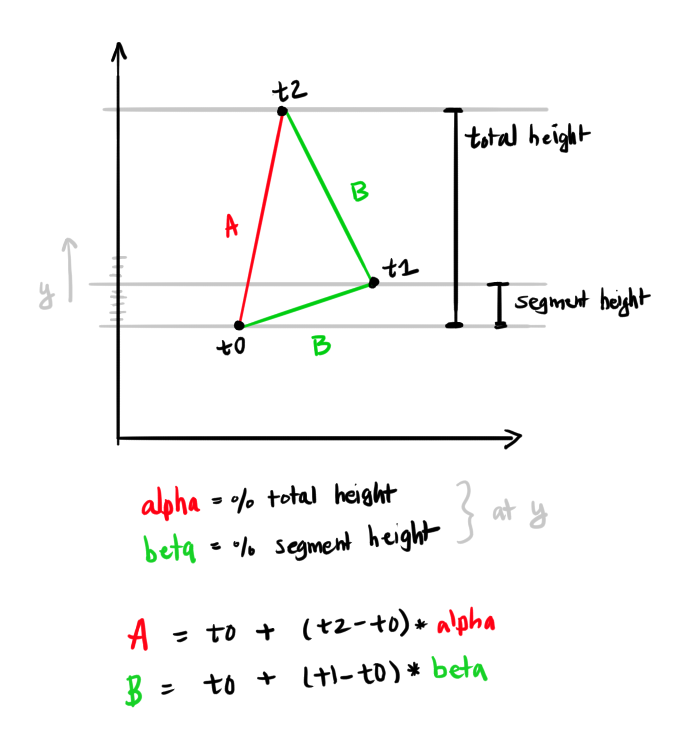 t2
total height
B
A
t1
y
segment height
t0
B
alpha = % total height
beta = % segment height
} at y
A = t0 + (t2-t0)* alpha
B = t0 + (t1-t0)* beta